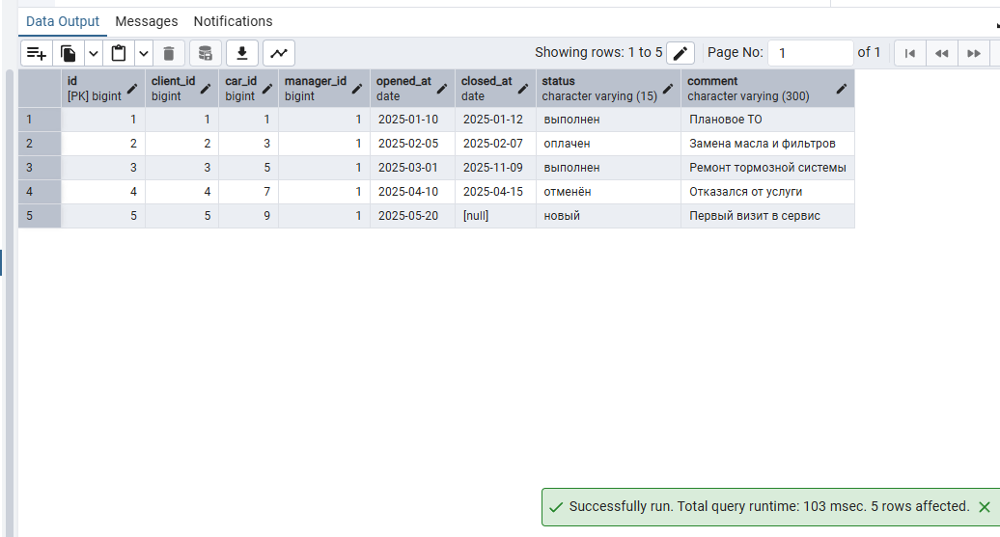 Data Output Messages Notifications
Showing rows: 1 to 5 Page No: 1 of 1
id client_id car_id manager_id opened_at closed_at status comment
[PK] bigint bigint bigint bigint date date character varying (15) character varying (300)
1 1 1 1 1 2025-01-10 2025-01-12 выполнен Плановое ТО
2 2 2 3 1 2025-02-05 2025-02-07 оплачен Замена масла и фильтров
3 3 3 5 1 2025-03-01 2025-11-09 выполнен Ремонт тормозной системы
4 4 4 7 1 2025-04-10 2025-04-15 отменён Отказался от услуги
5 5 5 9 1 2025-05-20 [null] новый Первый визит в сервис
Successfully run. Total query runtime: 103 msec. 5 rows affected.